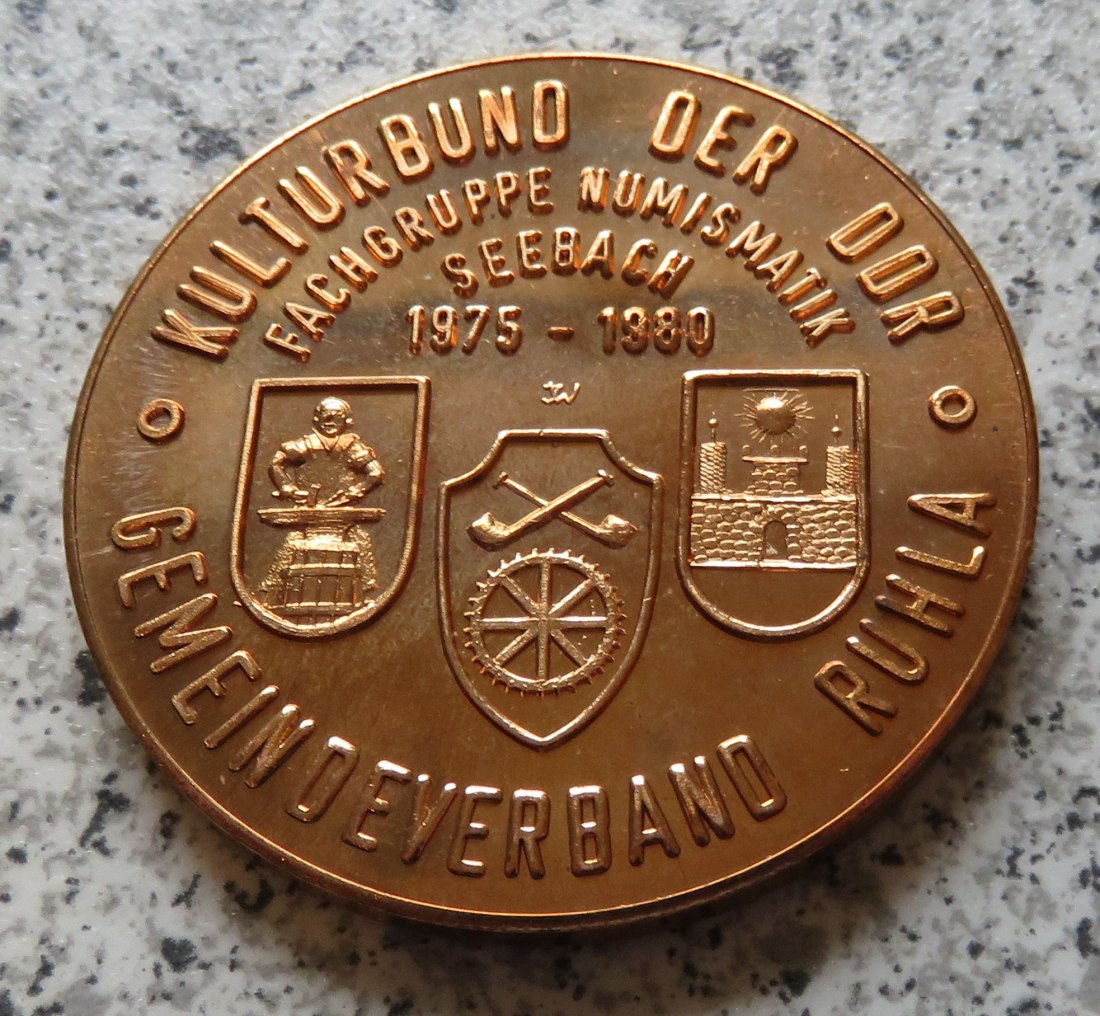 KULTURBUND DER DDR
FACHGRUPPE NUMISMATIK
SEEBACH
1975 - 1980
GEMEINDEVERBAND RUHLA